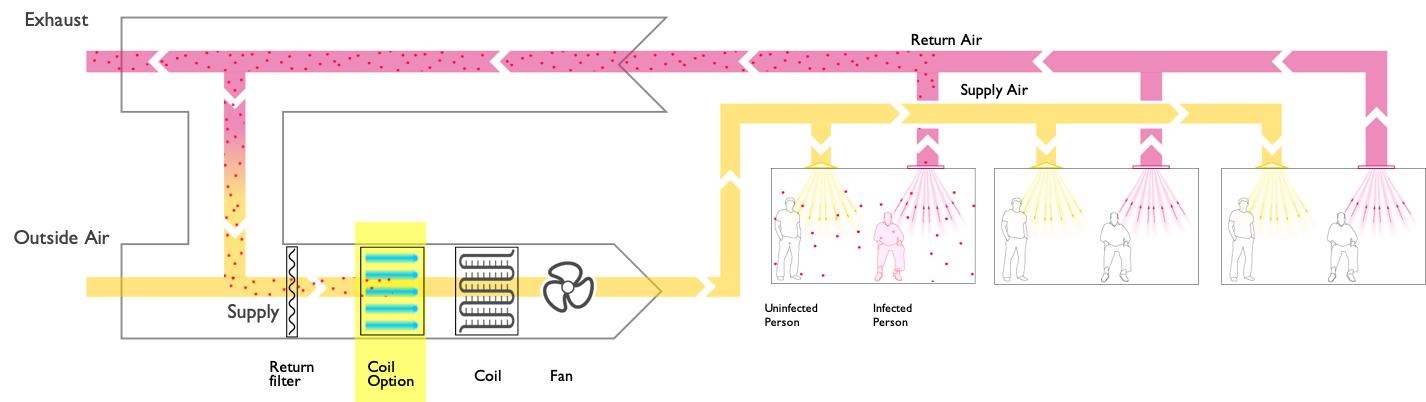 Exhaust
Return Air
Supply Air
Outside Air
Supply
Uninfected
Person
Infected
Person
Return
filter
Coil
Option
Coil
Fan